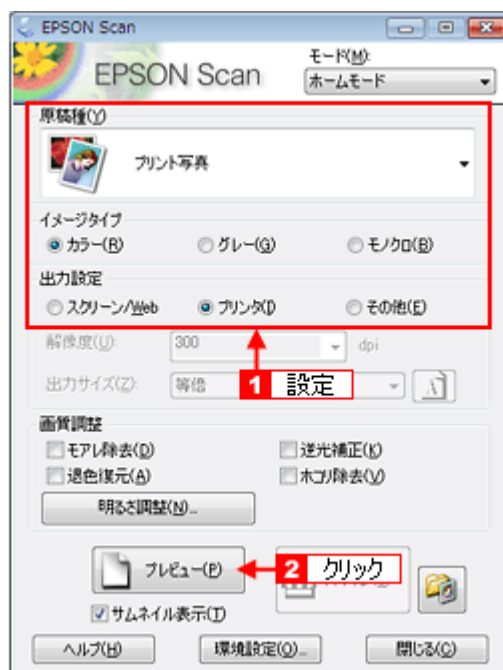 EPSON Scan
EPSON Scan
モード(M):
ホームモード
原稿種(Y)
プリント写真
イメージタイプ
カラー(R) グレー(G) モノクロ(B)
出力設定
スクリーン/Web プリンタ(I) その他(E)
解像度(U): 300 dpi
出力サイズ(Z): 等倍
1 設定
画質調整
モアレ除去(D) 逆光補正(K)
退色復元(A) ホコリ除去(V)
明るさ調整(N)...
プレビュー(P)
2 クリック
サムネイル表示(T)
ヘルプ(H) 環境設定(O)... 閉じる(C)